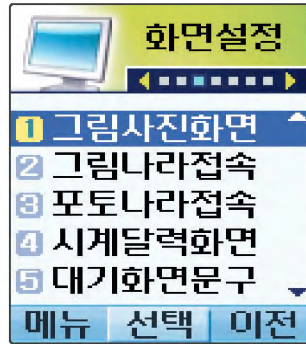 화면설정
1 그림사진화면
2 그림나라접속
3 포토나라접속
4 시계달력화면
5 대기화면문구
메뉴 선택 이전